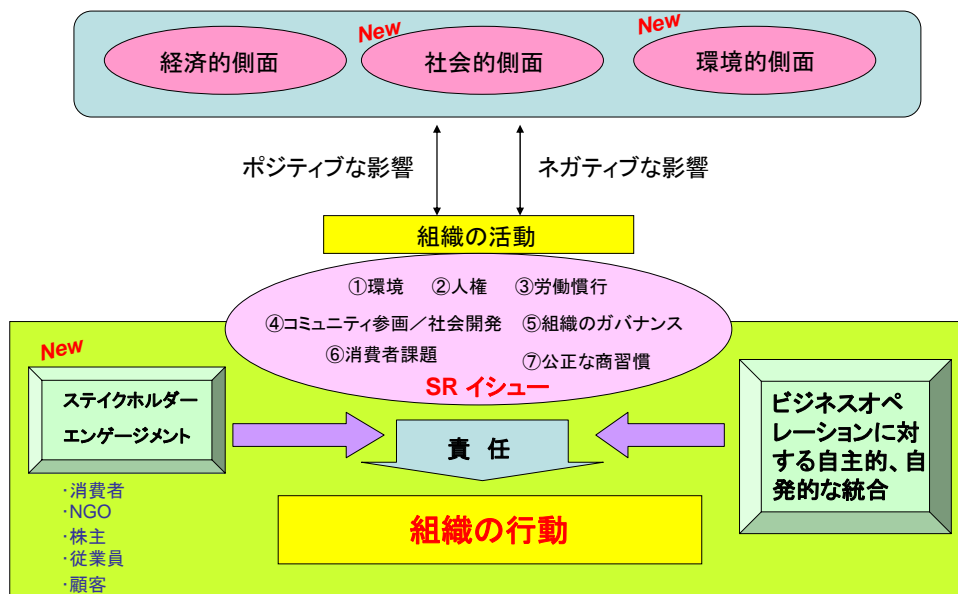 New
New
経済的側面
社会的側面
環境的側面
ポジティブな影響
ネガティブな影響
組織の活動
①環境 ②人権 ③労働慣行
④コミュニティ参画／社会開発 ⑤組織のガバナンス
⑥消費者課題 ⑦公正な商習慣
SR イシュー
New
ステイクホルダー
エンゲージメント
・消費者
・NGO
・株主
・従業員
・顧客
責 任
ビジネスオペ
レーションに対
する自主的、自
発的な統合
組織の行動